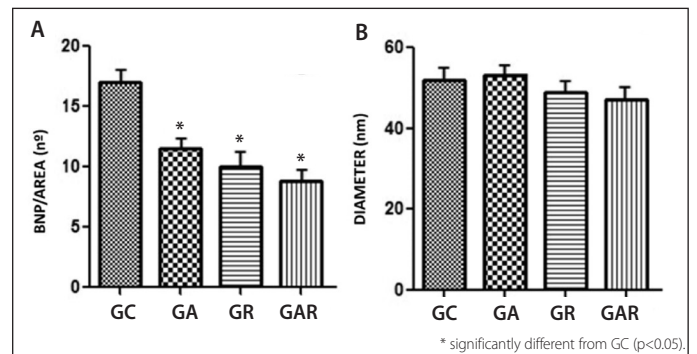 A
BNP/AREA (nº)
20
15
10
5
0
*
*
*
GC GA GR GAR
B
DIAMETER (nm)
60
40
20
0
GC GA GR GAR
* significantly different from GC (p<0.05).